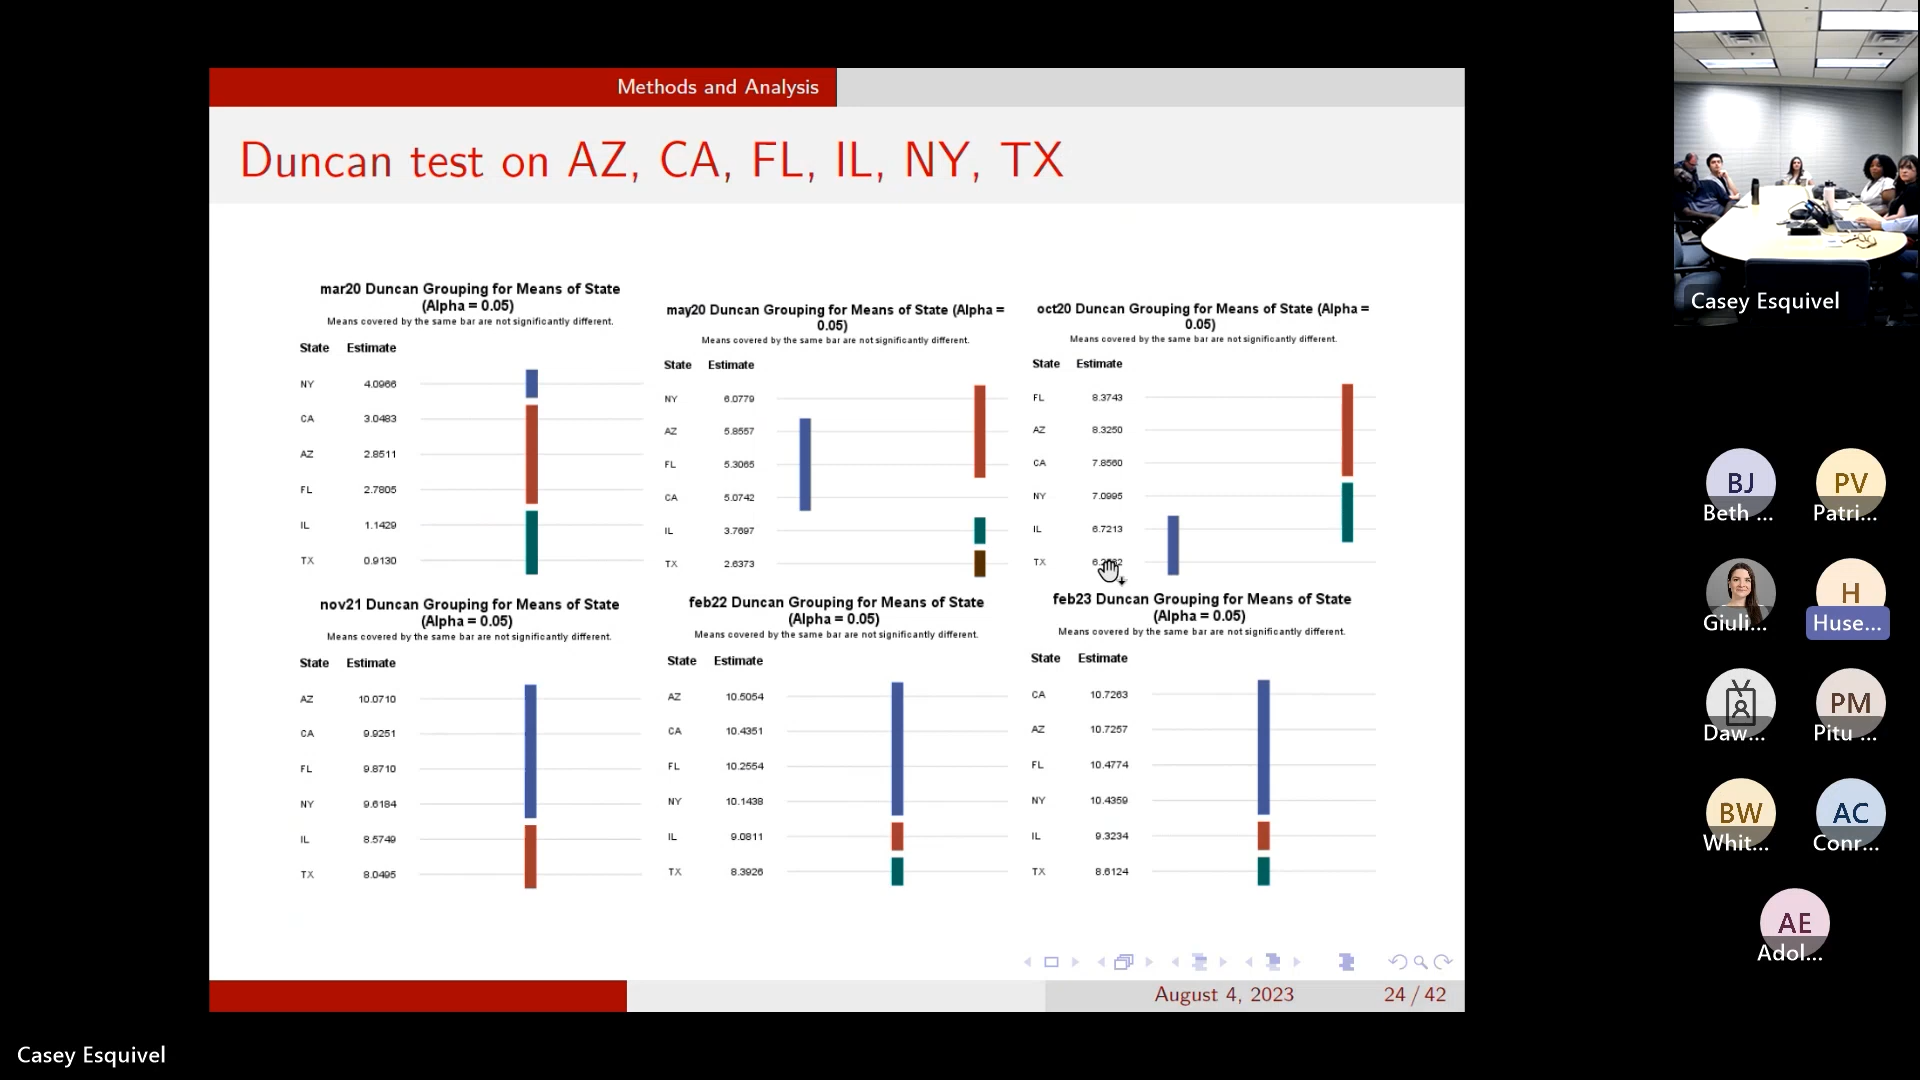 Methods and Analysis
Duncan test on AZ, CA, FL, IL, NY, TX
mar20 Duncan Grouping for Means of State
(Alpha = 0.05)
Means covered by the same bar are not significantly different.
State Estimate
NY 4.0966
CA 3.0483
AZ 2.8511
FL 2.7805
IL 1.1429
TX 0.9130
may20 Duncan Grouping for Means of State (Alpha =
0.05)
Means covered by the same bar are not significantly different.
State Estimate
NY 6.0779
AZ 5.8557
FL 5.3065
CA 5.0742
IL 3.7697
TX 2.6373
oct20 Duncan Grouping for Means of State (Alpha =
0.05)
Means covered by the same bar are not significantly different.
State Estimate
FL 8.3743
AZ 8.3250
CA 7.8560
NY 7.0995
IL 6.7213
TX
nov21 Duncan Grouping for Means of State
(Alpha = 0.05)
Means covered by the same bar are not significantly different.
State Estimate
AZ 10.0710
CA 9.9251
FL 9.8710
NY 9.6184
IL 8.5749
TX 8.0495
feb22 Duncan Grouping for Means of State
(Alpha = 0.05)
Means covered by the same bar are not significantly different.
State Estimate
AZ 10.5054
CA 10.4351
FL 10.2554
NY 10.1438
IL 9.0811
TX 8.3926
feb23 Duncan Grouping for Means of State
(Alpha = 0.05)
Means covered by the same bar are not significantly different.
State Estimate
CA 10.7263
AZ 10.7257
FL 10.4774
NY 10.4359
IL 9.3234
TX 8.6124
August 4, 2023 24 / 42
Casey Esquivel
Casey Esquivel
BJ PV
Beth ... Patri...
H
Giuli... Huse...
PM
Daw... Pitu ...
BW AC
Whit... Conr...
AE
Adol...